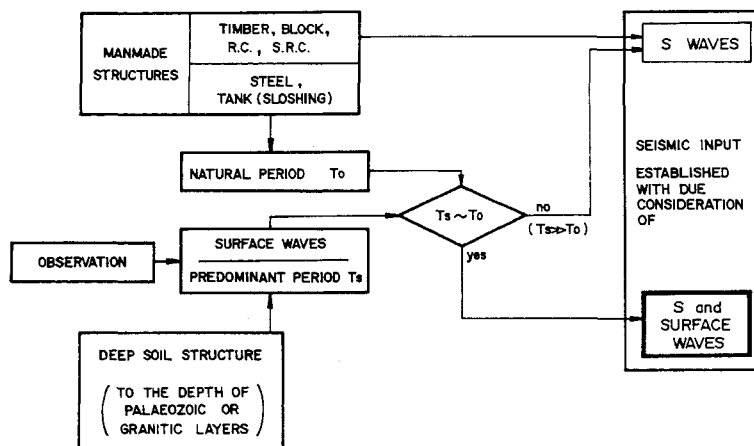 MANMADE
STRUCTURES
TIMBER, BLOCK,
R.C., S.R.C.
STEEL,
TANK (SLOSHING)
S WAVES
NATURAL PERIOD To
SEISMIC INPUT
ESTABLISHED
WITH DUE
CONSIDERATION
OF
Ts~To
no
(Ts≫To)
yes
OBSERVATION
SURFACE WAVES
PREDOMINANT PERIOD Ts
S and
SURFACE
WAVES
DEEP SOIL STRUCTURE
(TO THE DEPTH OF
PALAEOZOIC OR
GRANITIC LAYERS)